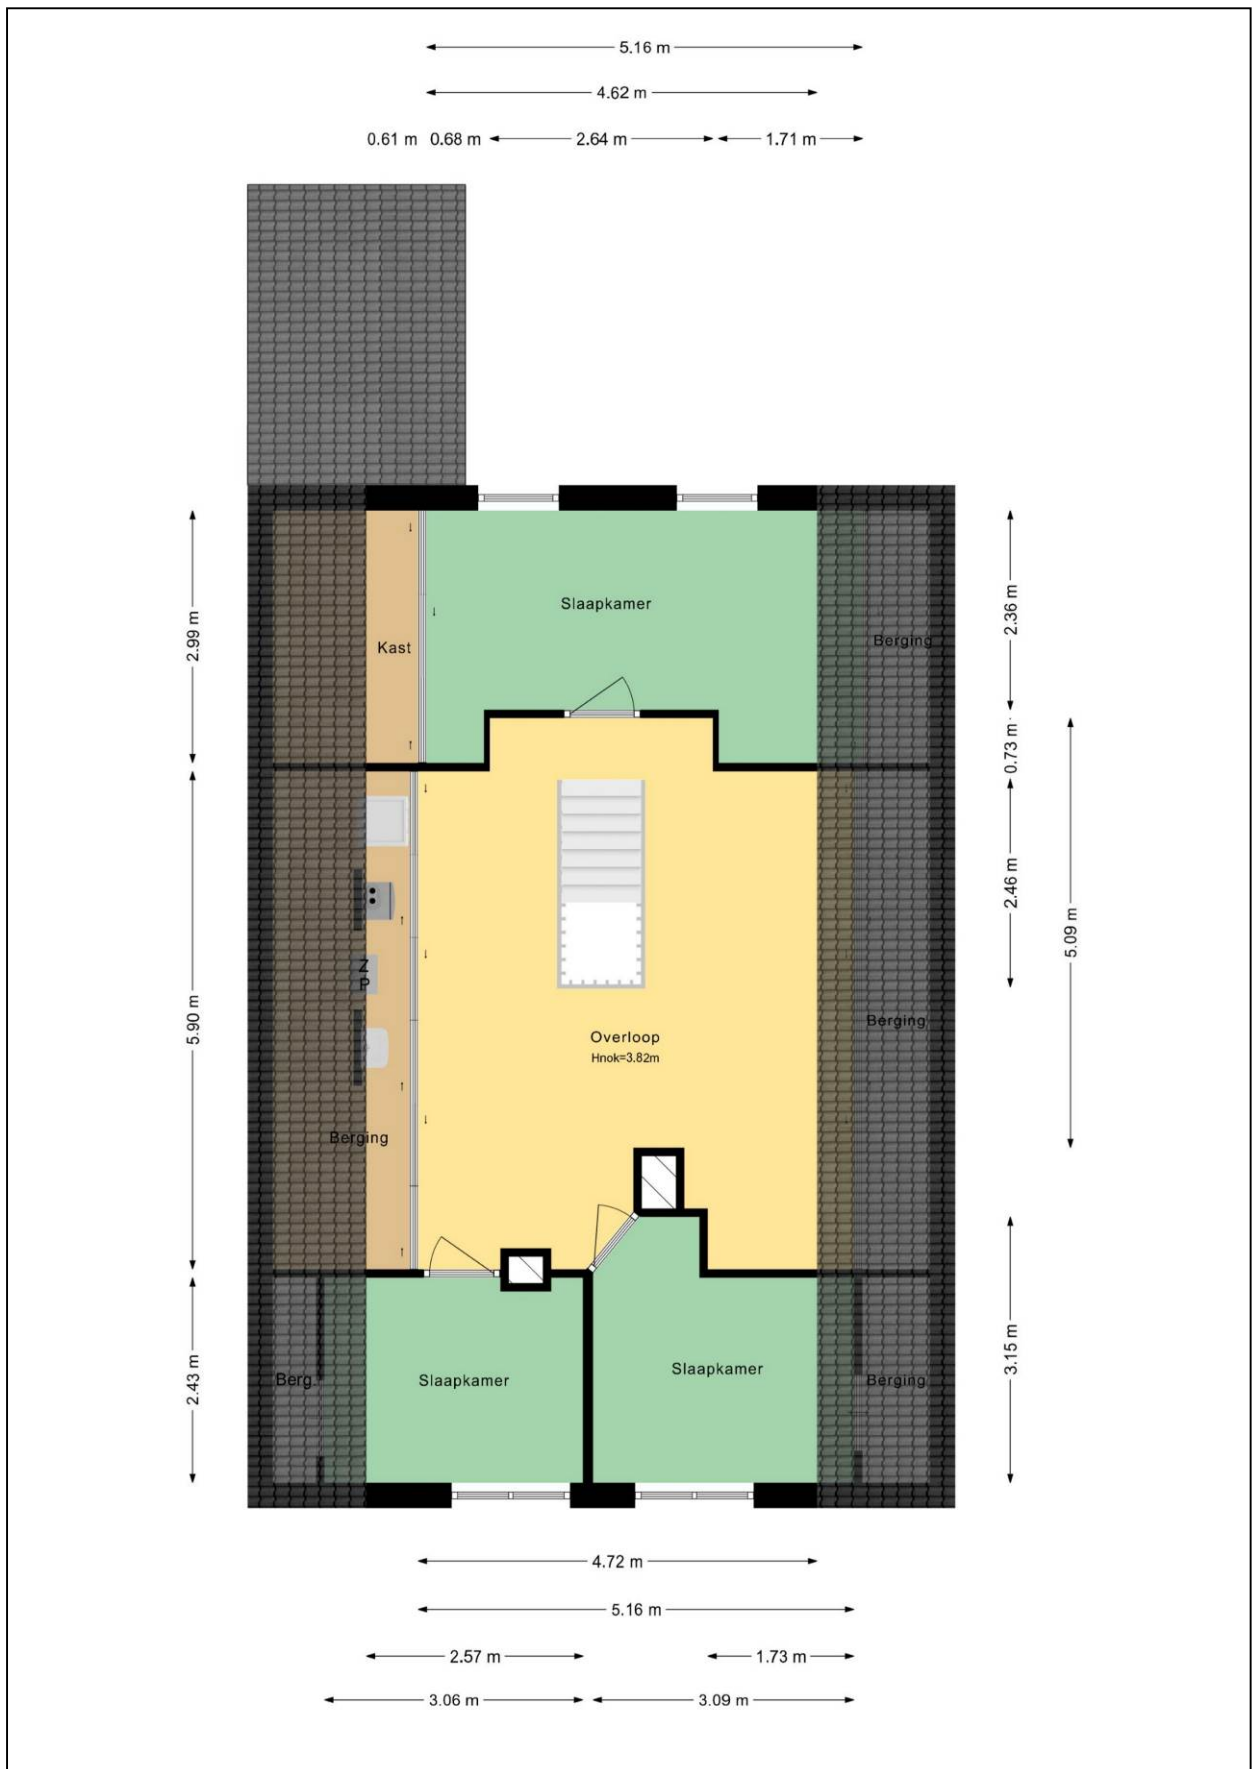 5.16 m
4.62 m
0.61 m 0.68 m 2.64 m 1.71 m
Slaapkamer
2.36 m
2.99 m
Kast
Berging
0.73 m
2.46 m
5.09 m
Z
P
5.90 m
Berging
Overloop
Hnok=3.82m
Berging
3.15 m
2.43 m
Berg.
Slaapkamer
Slaapkamer
Berging
4.72 m
5.16 m
2.57 m 1.73 m
3.06 m 3.09 m